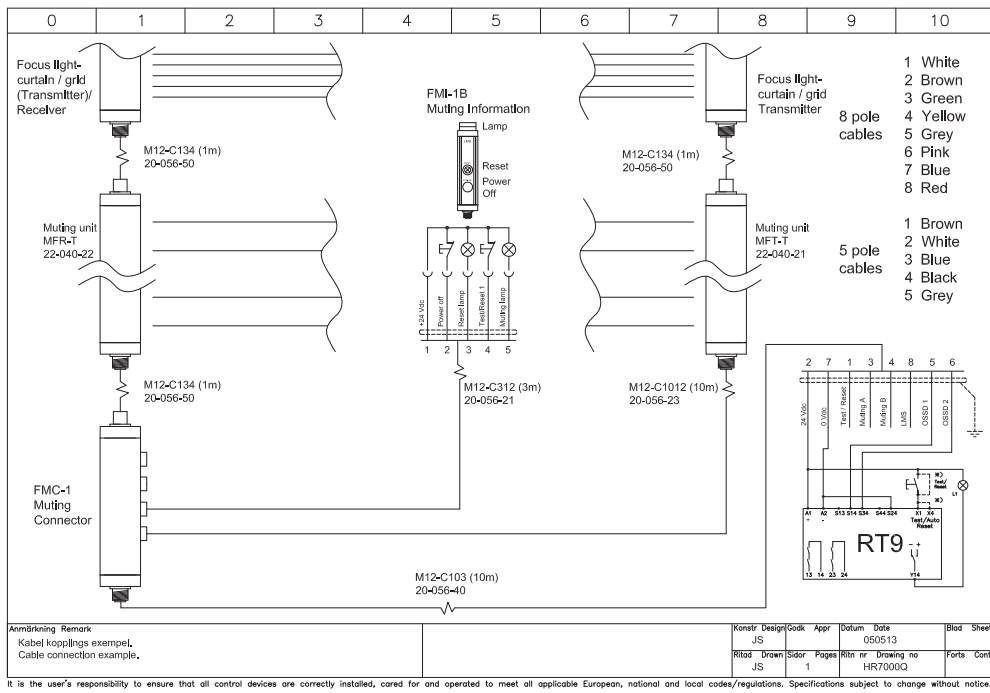 0 1 2 3 4 5 6 7 8 9 10
Focus light-
curtain / grid
(Transmitter)/
Receiver
M12-C134 (1m)
20-056-50
Muting unit
MFR-T
22-040-22
M12-C134 (1m)
20-056-50
FMC-1
Muting
Connector
FMI-1B
Muting Information
Lamp
Reset
Power
Off
+24 Vdc
Power off
Reset lamp
Test/Reset 1
Muting lamp
1 2 3 4 5
M12-C312 (3m)
20-056-21
M12-C103 (10m)
20-056-40
Focus light-
curtain / grid
Transmitter
M12-C134 (1m)
20-056-50
Muting unit
MFT-T
22-040-21
M12-C1012 (10m)
20-056-23
8 pole
cables
1 White
2 Brown
3 Green
4 Yellow
5 Grey
6 Pink
7 Blue
8 Red
5 pole
cables
1 Brown
2 White
3 Blue
4 Black
5 Grey
2 7 1 3 4 8 5 6
24 Vdc
0 Vdc
Test / Reset
Muting A
Muting B
LMS
OSSD 1
OSSD 2
Test/
Reset
L1
A1 A2 S13 S14 S34 S44 S24 X1 X4
+ -
Test/Auto
Reset
RT9
- +
13 14 23 24 Y14
Anmärkning Remark
Kabel kopplings exempel.
Cable connection example.
Konstr Design Godk Appr Datum Date Blad Sheet
JS 050513
Ritad Drawn Sidor Pages Ritn nr Drawing no Forts Cont
JS 1 HR7000Q
It is the user's responsibility to ensure that all control devices are correctly installed, cared for and operated to meet all applicable European, national and local codes/regulations. Specifications subject to change without notice.